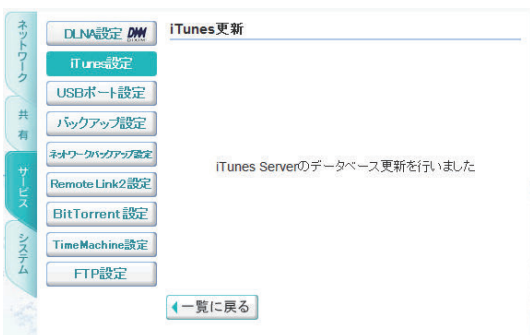 ネットワーク
共有
サービス
システム
DLNA設定 DiXiM
iTunes設定
USBポート設定
バックアップ設定
ネットワークバックアップ設定
Remote Link2設定
BitTorrent設定
TimeMachine設定
FTP設定
iTunes更新
iTunes Serverのデータベース更新を行いました
一覧に戻る